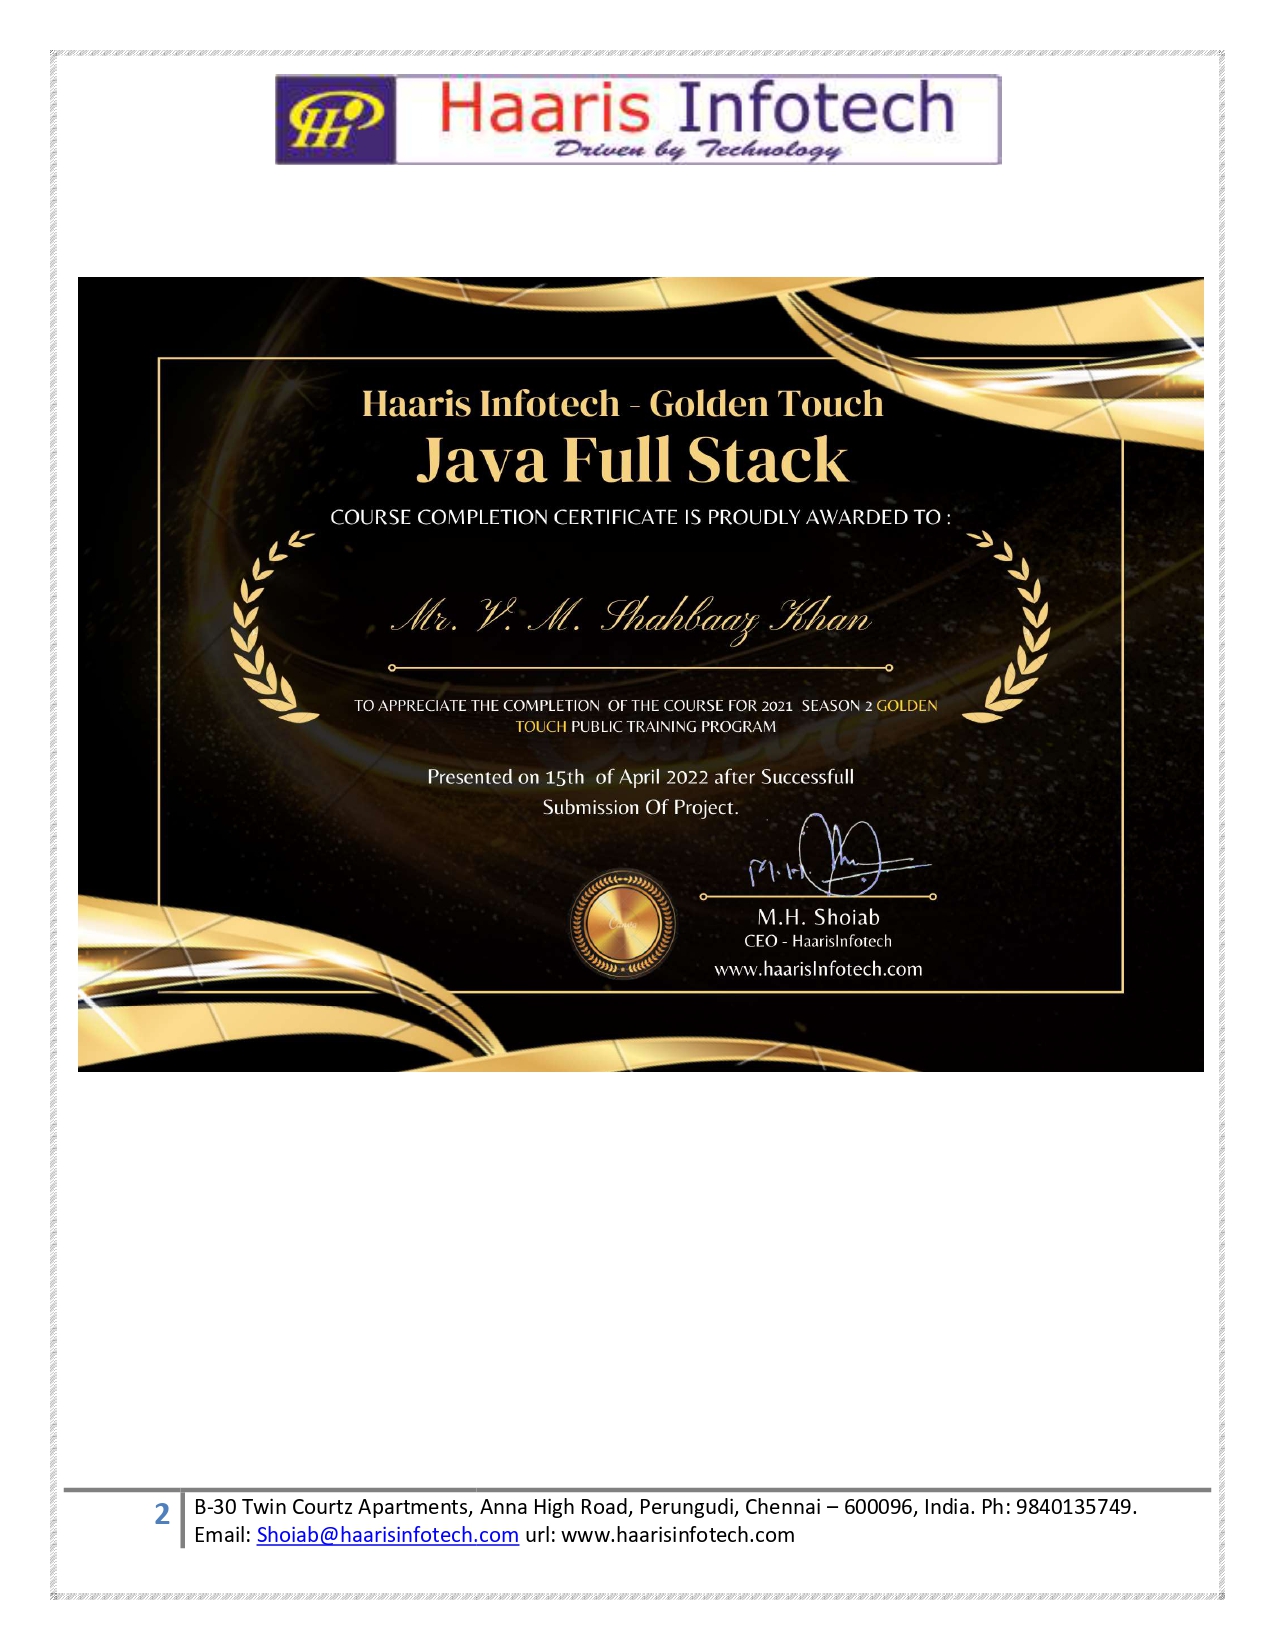 Haaris Infotech
Driven by Technology
Haaris Infotech - Golden Touch
Java Full Stack
COURSE COMPLETION CERTIFICATE IS PROUDLY AWARDED TO :
Mr. V. M. Shahbaaz Khan
TO APPRECIATE THE COMPLETION OF THE COURSE FOR 2021 SEASON 2 GOLDEN
TOUCH PUBLIC TRAINING PROGRAM
Presented on 15th of April 2022 after Successfull
Submission Of Project.
M.H. Shoiab
CEO - HaarisInfotech
www.haarisInfotech.com
2
B-30 Twin Courtz Apartments, Anna High Road, Perungudi, Chennai – 600096, India. Ph: 9840135749.
Email: Shoiab@haarisinfotech.com url: www.haarisinfotech.com